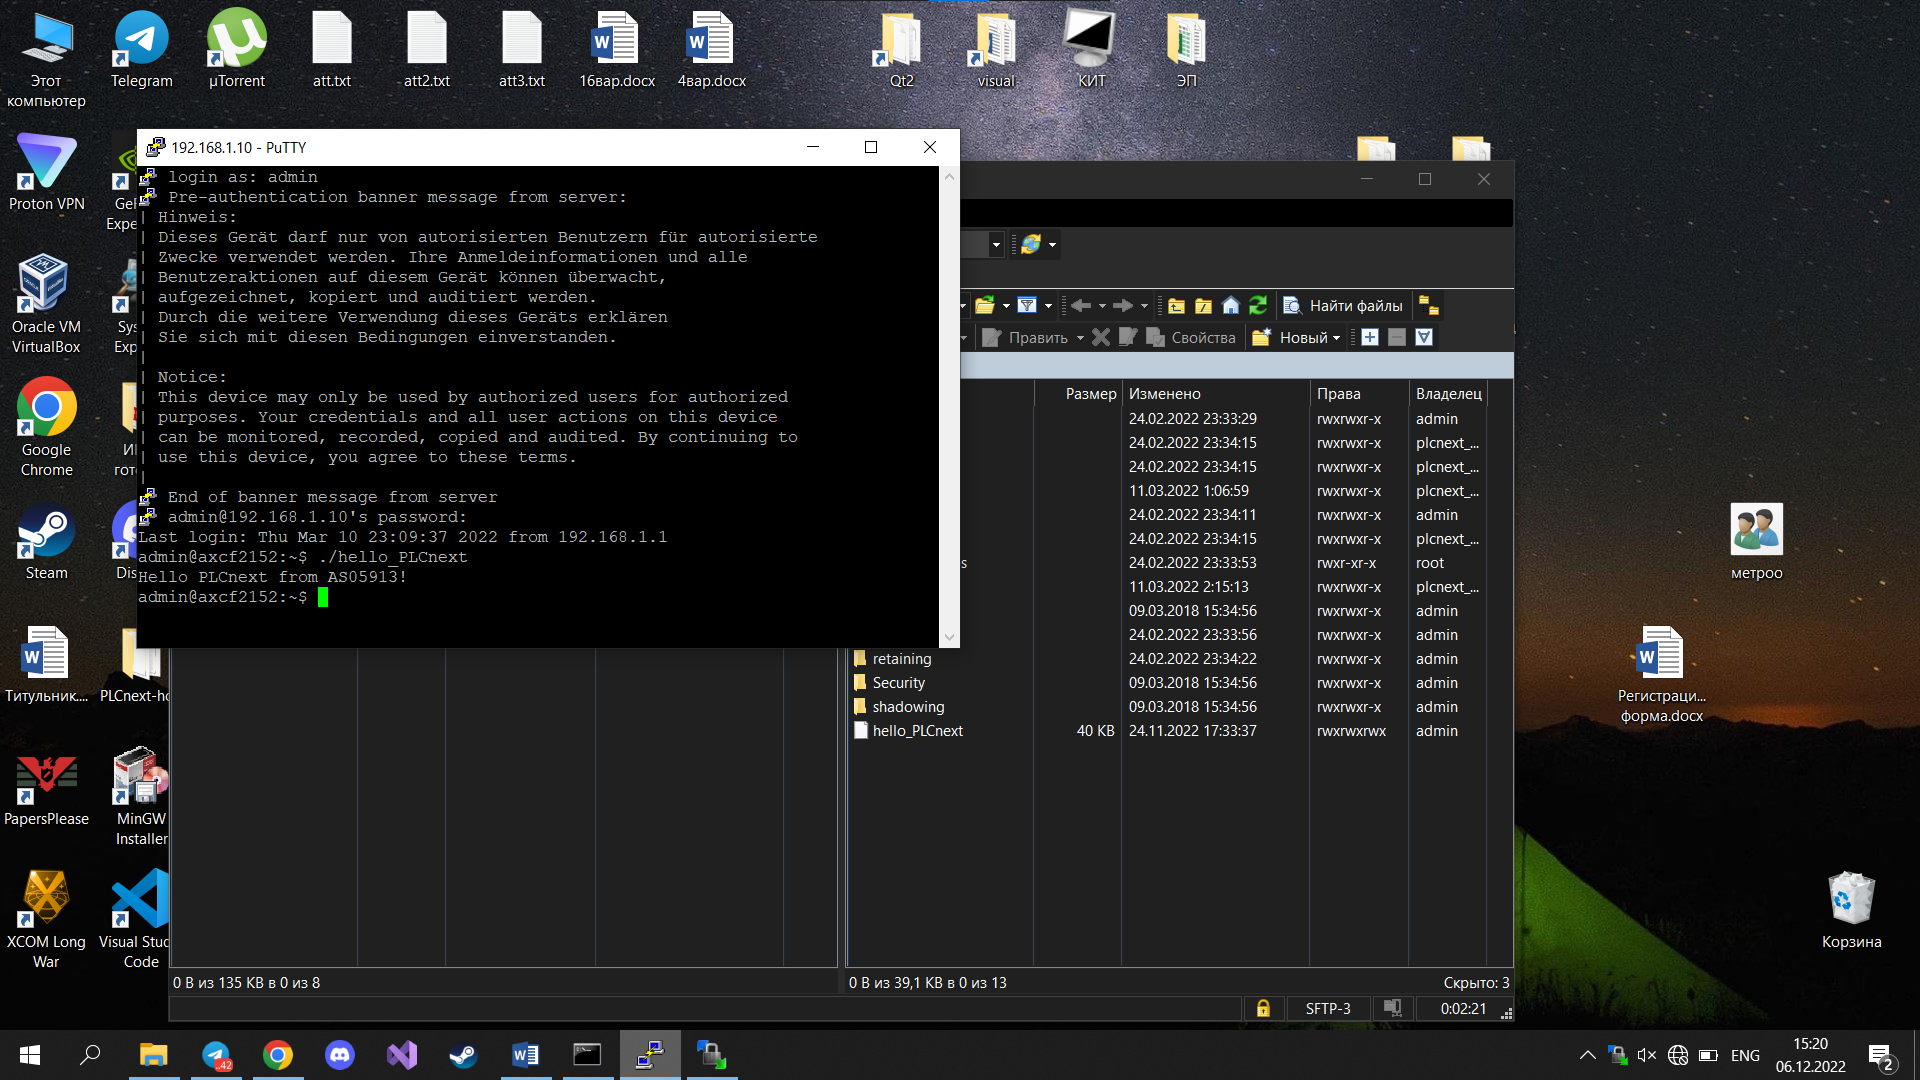 Этот
компьютер
Telegram
µTorrent
att.txt
att2.txt
att3.txt
16вар.docx
4вар.docx
Qt2
visual
КИТ
ЭП
Proton VPN
GeF
Expe
Oracle VM
VirtualBox
Sys
Exp
Google
Chrome
И
гот
Steam
Dis
Титульник....
PLCnext-ho
PapersPlease
MinGW
Installer
XCOM Long
War
Visual Stud
Code
метроо
Регистраци...
форма.docx
Корзина
192.168.1.10 - PuTTY
login as: admin
Pre-authentication banner message from server:
| Hinweis:
| Dieses Gerät darf nur von autorisierten Benutzern für autorisierte
| Zwecke verwendet werden. Ihre Anmeldeinformationen und alle
| Benutzeraktionen auf diesem Gerät können überwacht,
| aufgezeichnet, kopiert und auditiert werden.
| Durch die weitere Verwendung dieses Geräts erklären
| Sie sich mit diesen Bedingungen einverstanden.
|
| Notice:
| This device may only be used by authorized users for authorized
| purposes. Your credentials and all user actions on this device
| can be monitored, recorded, copied and audited. By continuing to
| use this device, you agree to these terms.
|
End of banner message from server
admin@192.168.1.10's password:
Last login: Thu Mar 10 23:09:37 2022 from 192.168.1.1
admin@axcf2152:~$ ./hello_PLCnext
Hello PLCnext from AS05913!
admin@axcf2152:~$
Найти файлы
Править
Свойства
Новый
Размер Изменено Права Владелец
24.02.2022 23:33:29 rwxrwxr-x admin
24.02.2022 23:34:15 rwxrwxr-x plcnext_...
24.02.2022 23:34:15 rwxrwxr-x plcnext_...
11.03.2022 1:06:59 rwxrwxr-x plcnext_...
24.02.2022 23:34:11 rwxrwxr-x admin
24.02.2022 23:34:15 rwxrwxr-x plcnext_...
s 24.02.2022 23:33:53 rwxr-xr-x root
11.03.2022 2:15:13 rwxrwxr-x plcnext_...
09.03.2018 15:34:56 rwxrwxr-x admin
24.02.2022 23:33:56 rwxrwxr-x admin
retaining 24.02.2022 23:34:22 rwxrwxr-x admin
Security 09.03.2018 15:34:56 rwxrwxr-x admin
shadowing 09.03.2018 15:34:56 rwxrwxr-x admin
hello_PLCnext 40 KB 24.11.2022 17:33:37 rwxrwxrwx admin
0 B из 135 KB в 0 из 8
0 B из 39,1 KB в 0 из 13
Скрыто: 3
SFTP-3
0:02:21
42
ENG
15:20
06.12.2022
2